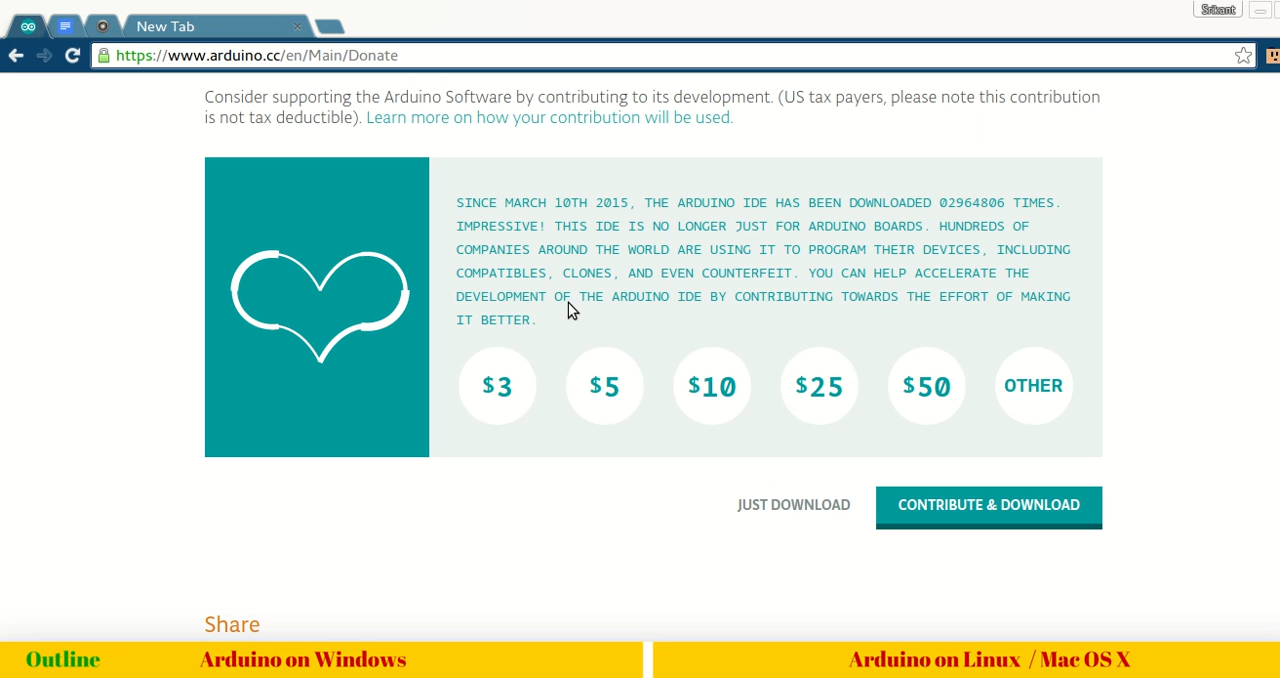 Srikant
New Tab
https://www.arduino.cc/en/Main/Donate
Consider supporting the Arduino Software by contributing to its development. (US tax payers, please note this contribution
is not tax deductible). Learn more on how your contribution will be used.
SINCE MARCH 10TH 2015, THE ARDUINO IDE HAS BEEN DOWNLOADED 02964806 TIMES.
IMPRESSIVE! THIS IDE IS NO LONGER JUST FOR ARDUINO BOARDS. HUNDREDS OF
COMPANIES AROUND THE WORLD ARE USING IT TO PROGRAM THEIR DEVICES, INCLUDING
COMPATIBLES, CLONES, AND EVEN COUNTERFEIT. YOU CAN HELP ACCELERATE THE
DEVELOPMENT OF THE ARDUINO IDE BY CONTRIBUTING TOWARDS THE EFFORT OF MAKING
IT BETTER.
$3 $5 $10 $25 $50 OTHER
JUST DOWNLOAD CONTRIBUTE & DOWNLOAD
Share
Outline Arduino on Windows Arduino on Linux / Mac OS X